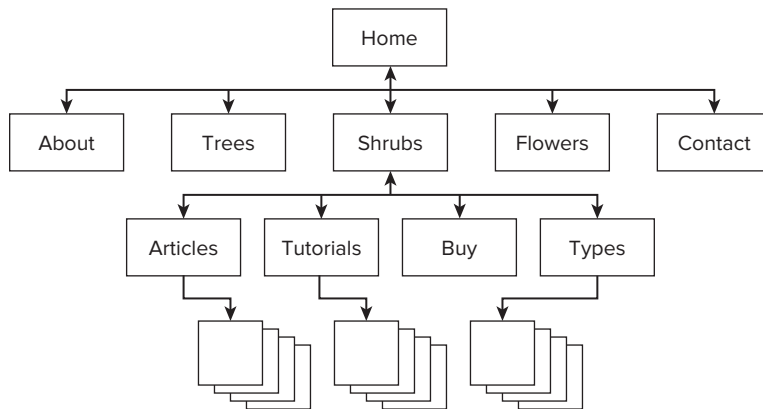 Home
About
Trees
Shrubs
Flowers
Contact
Articles
Tutorials
Buy
Types